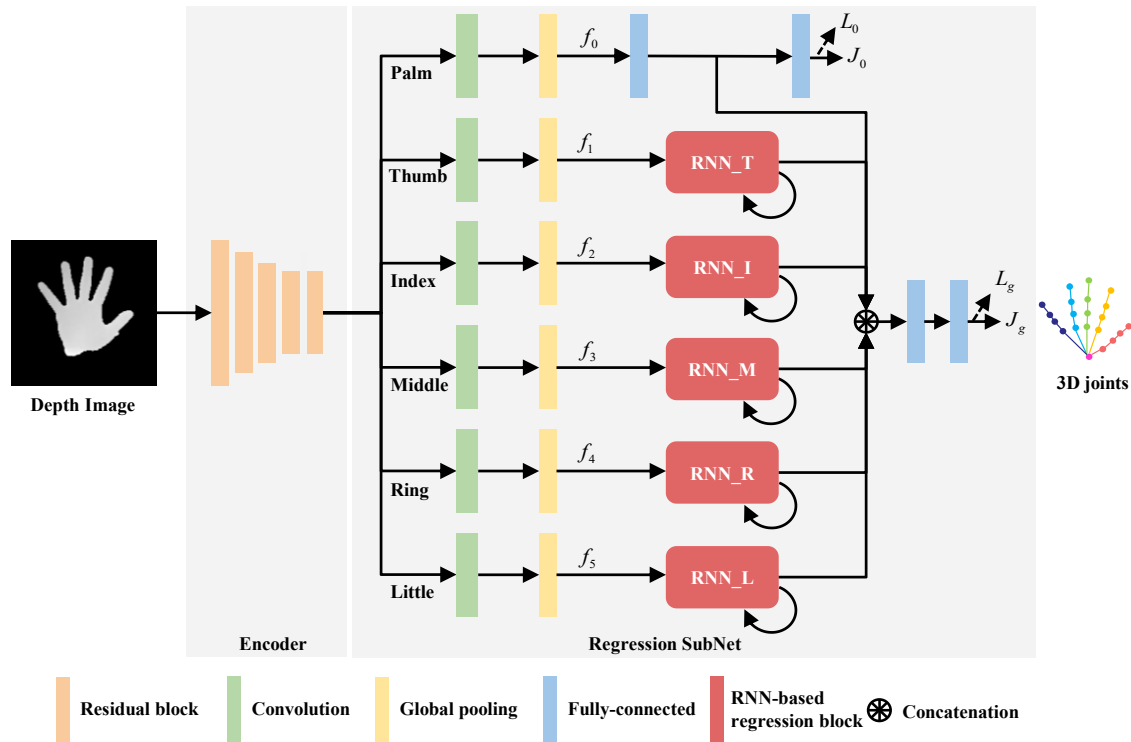 Palm
f₀
L₀
J₀
Thumb
f₁
RNN_T
Index
f₂
RNN_I
Middle
f₃
RNN_M
Ring
f₄
RNN_R
Little
f₅
RNN_L
L_g
J_g
Depth Image
3D joints
Encoder
Regression SubNet
Residual block
Convolution
Global pooling
Fully-connected
RNN-based
regression block
Concatenation